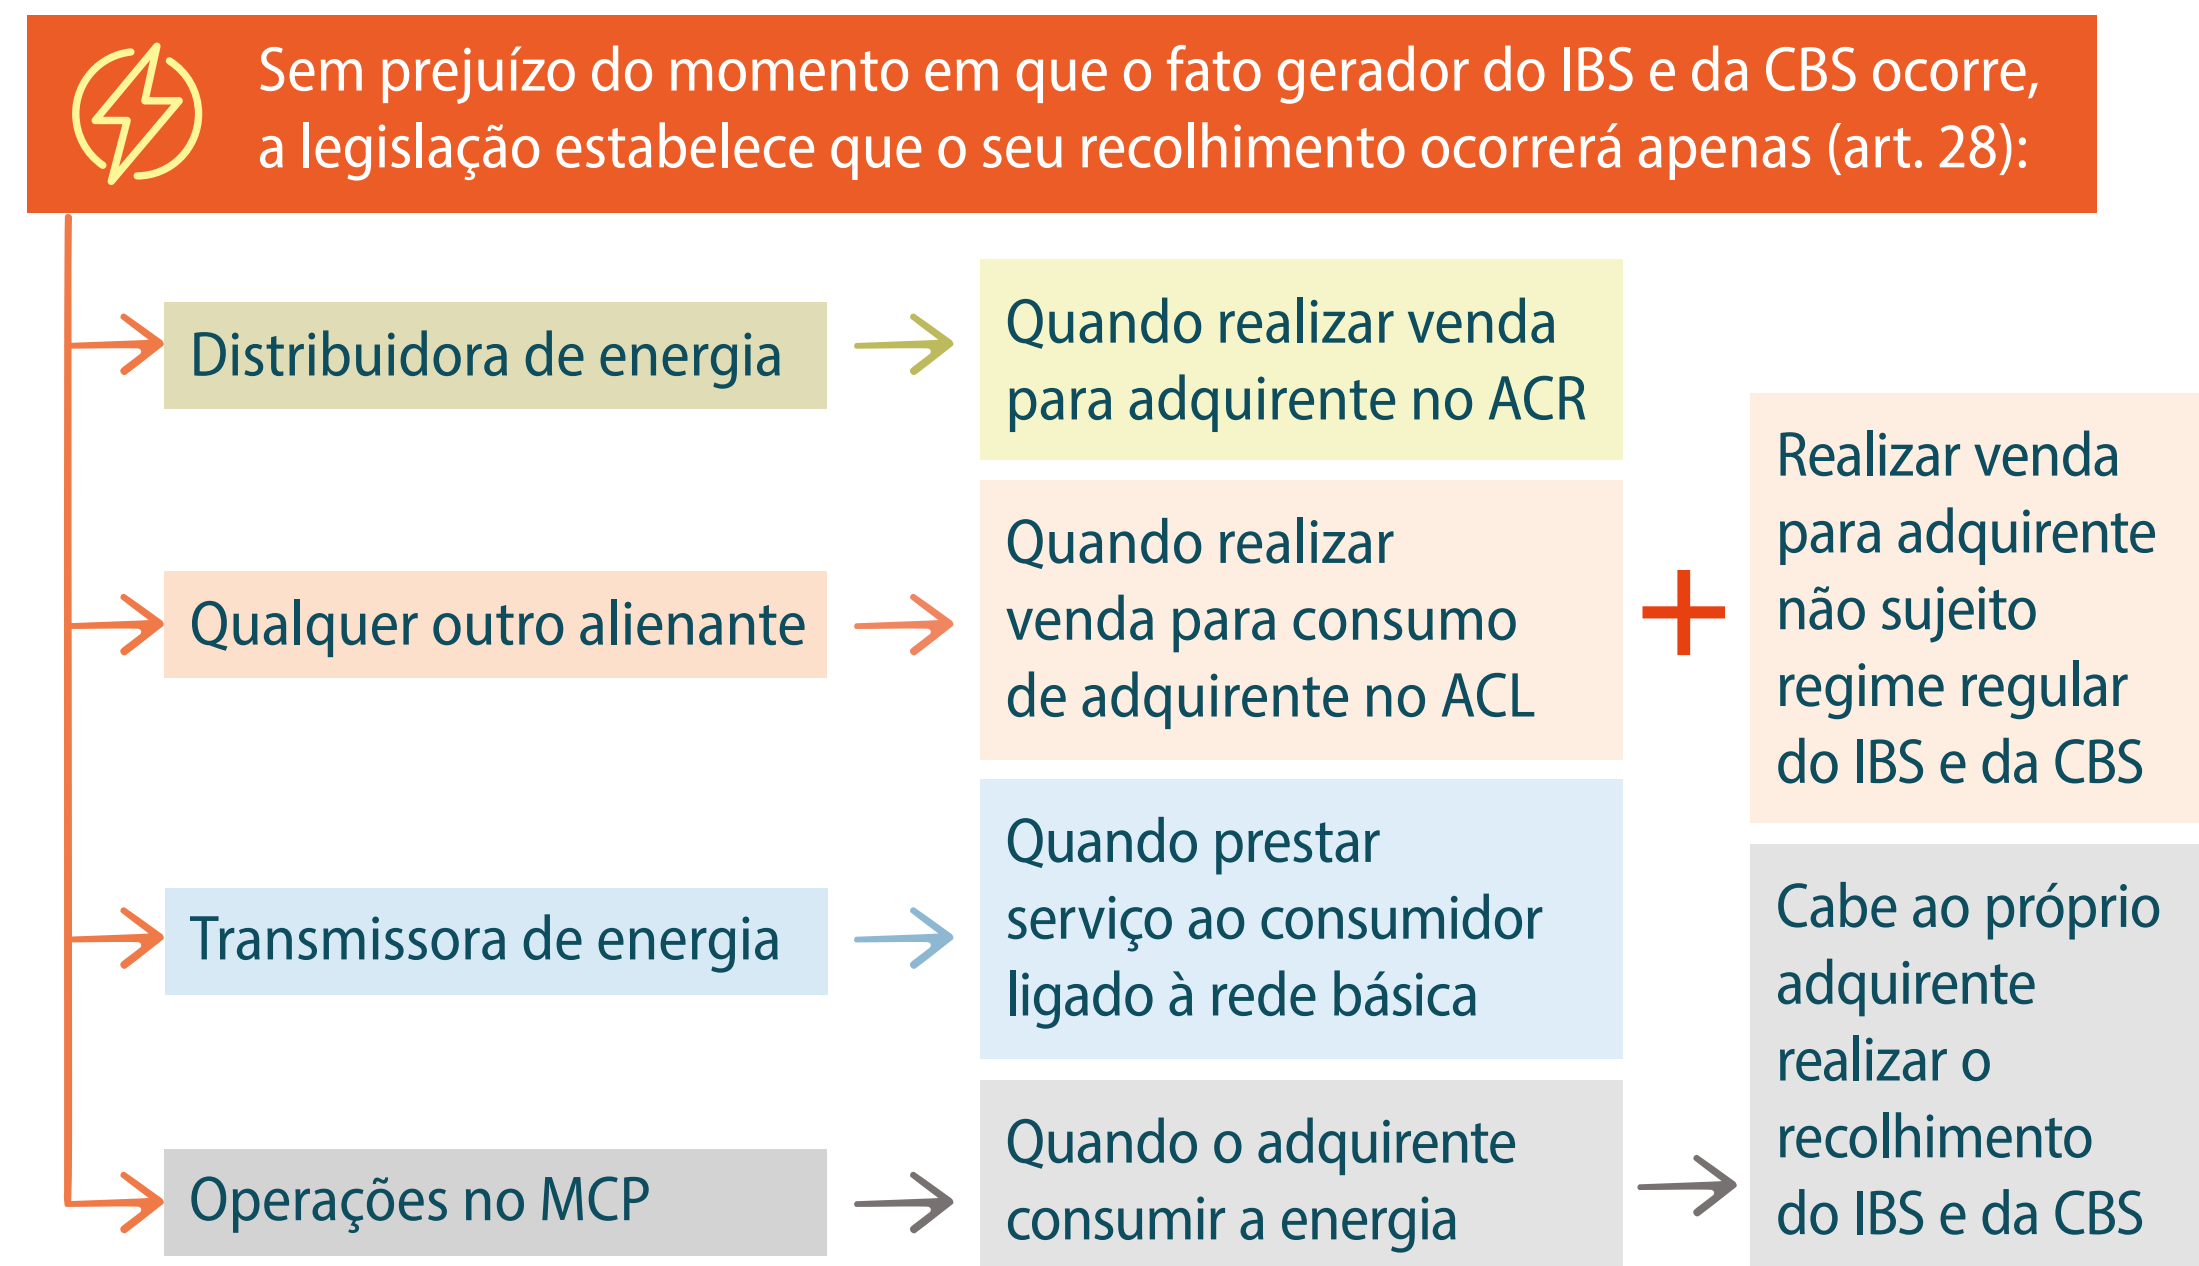 Sem prejuízo do momento em que o fato gerador do IBS e da CBS ocorre,
a legislação estabelece que o seu recolhimento ocorrerá apenas (art. 28):
Distribuidora de energia
Quando realizar venda
para adquirente no ACR
Qualquer outro alienante
Quando realizar
venda para consumo
de adquirente no ACL
Realizar venda
para adquirente
não sujeito
regime regular
do IBS e da CBS
Transmissora de energia
Quando prestar
serviço ao consumidor
ligado à rede básica
Operações no MCP
Quando o adquirente
consumir a energia
Cabe ao próprio
adquirente
realizar o
recolhimento
do IBS e da CBS